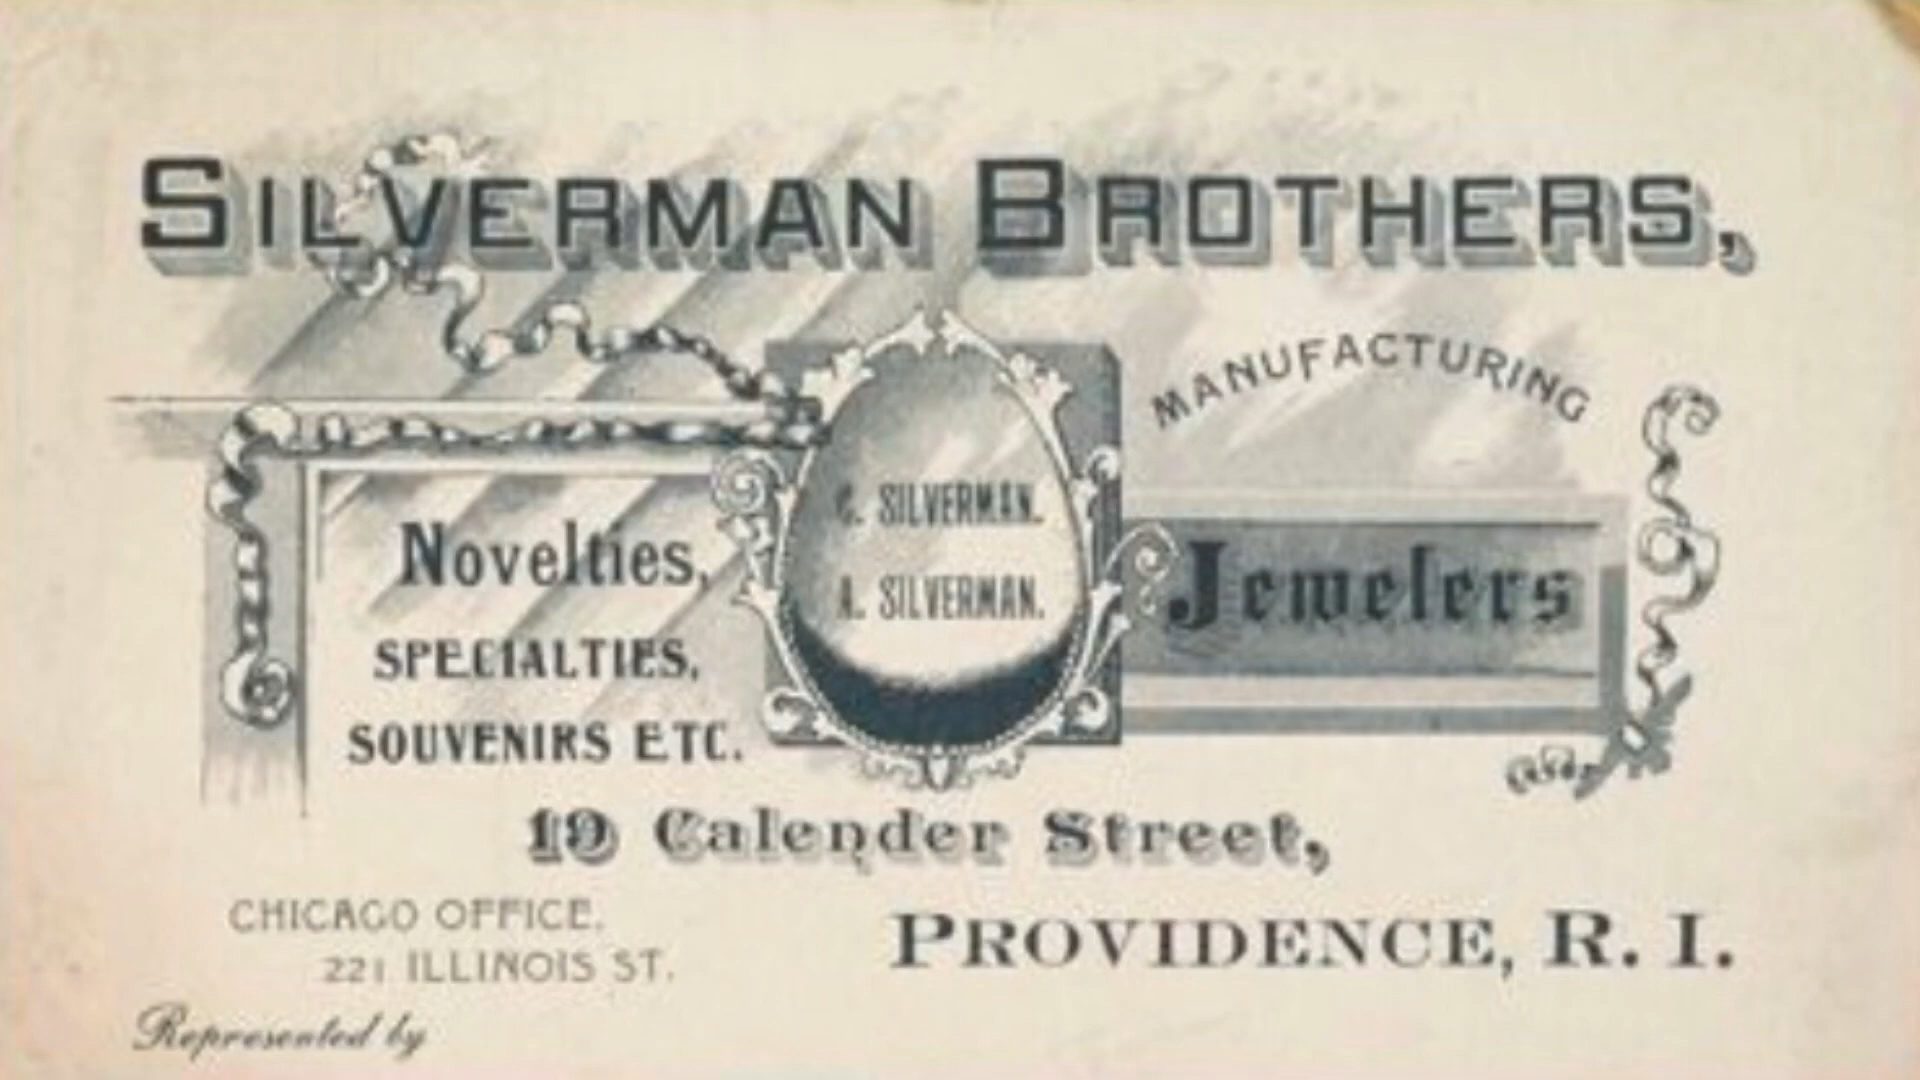 SILVERMAN BROTHERS,
MANUFACTURING
Jewelers
SILVERMAN.
A. SILVERMAN.
Novelties,
SPECIALTIES,
SOUVENIRS ETC.
19 Calender Street,
PROVIDENCE, R. I.
CHICAGO OFFICE.
221 ILLINOIS ST.
Represented by